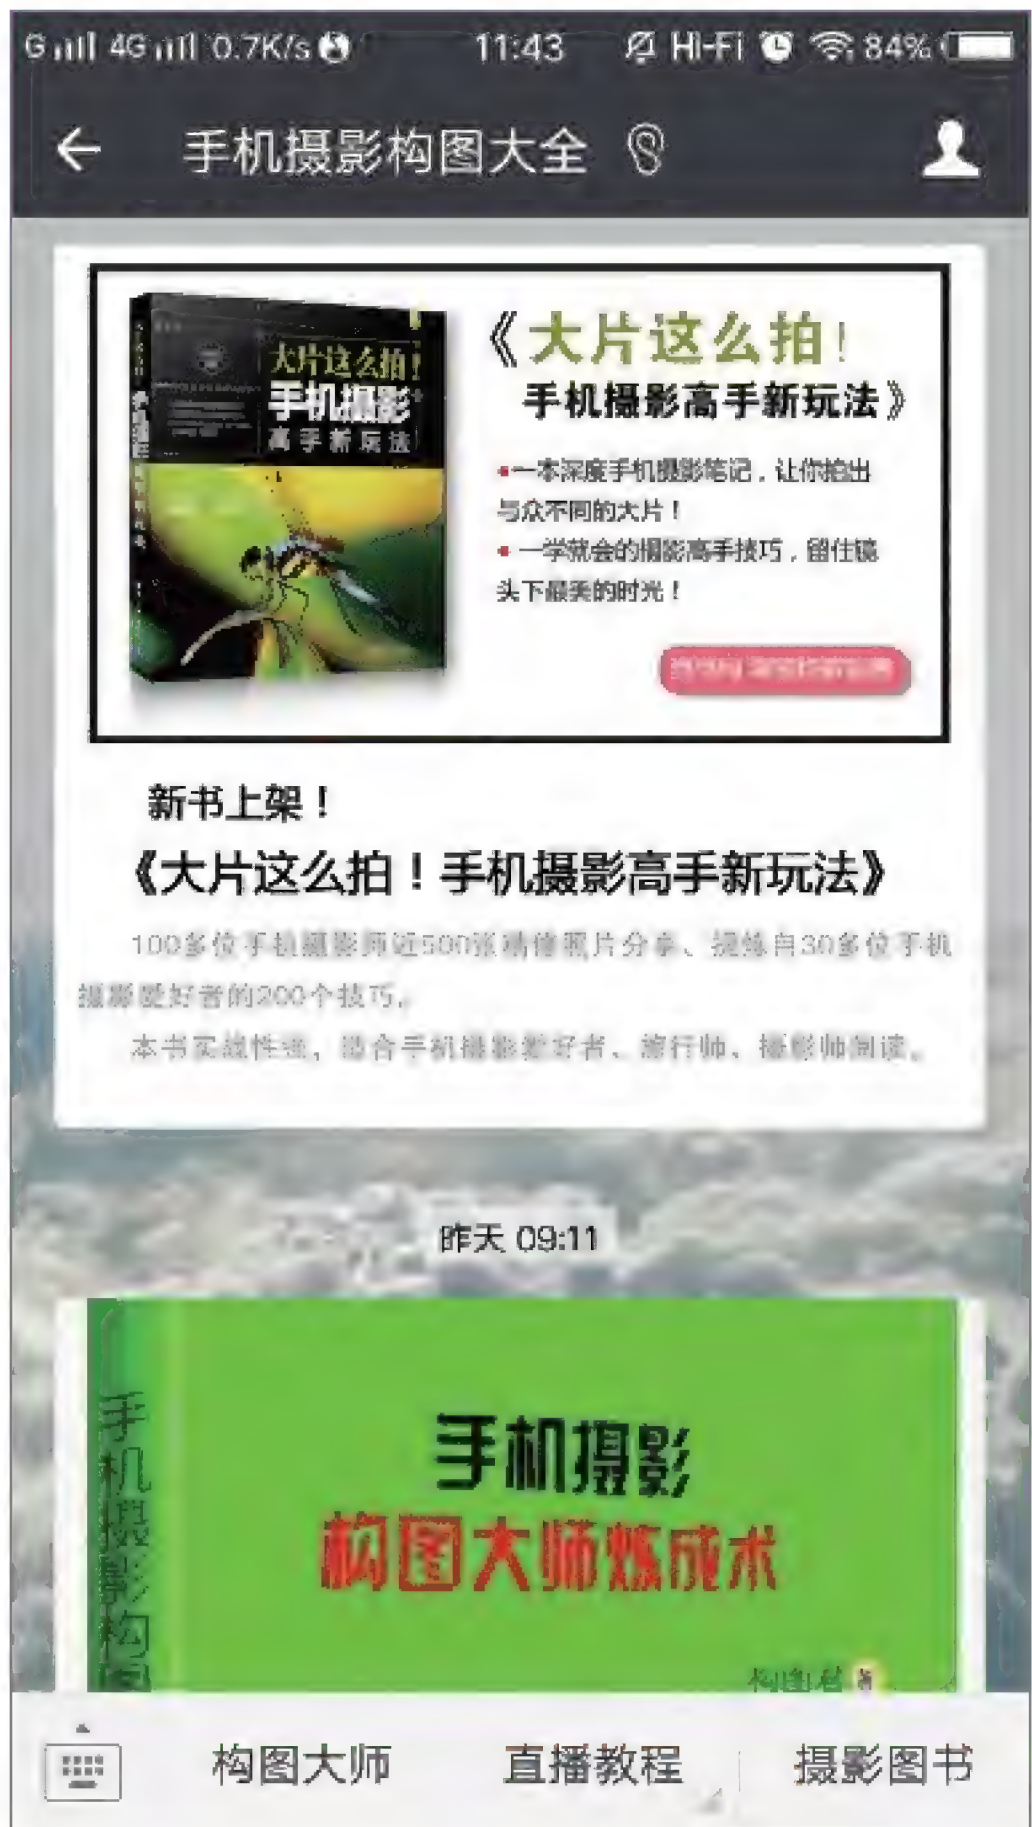 G 4G 0.7K/s 11:43 Hi-Fi 84%
手机摄影构图大全
大片这么拍!
手机摄影
高手新玩法
《大片这么拍!
手机摄影高手新玩法》
•一本深度手机摄影笔记，让你拍出
与众不同的大片！
• 一学就会的摄影高手技巧，留住镜
头下最美的时光！
新书上架！
《大片这么拍！手机摄影高手新玩法》
100多位手机摄影师近500张精修照片分享、提炼自30多位手机
摄影爱好者的200个技巧。
本书实战性强，适合手机摄影爱好者、旅行师、摄影师阅读。
昨天 09:11
手机摄影构图
手机摄影
构图大师炼成术
构图君 著
构图大师
直播教程
摄影图书